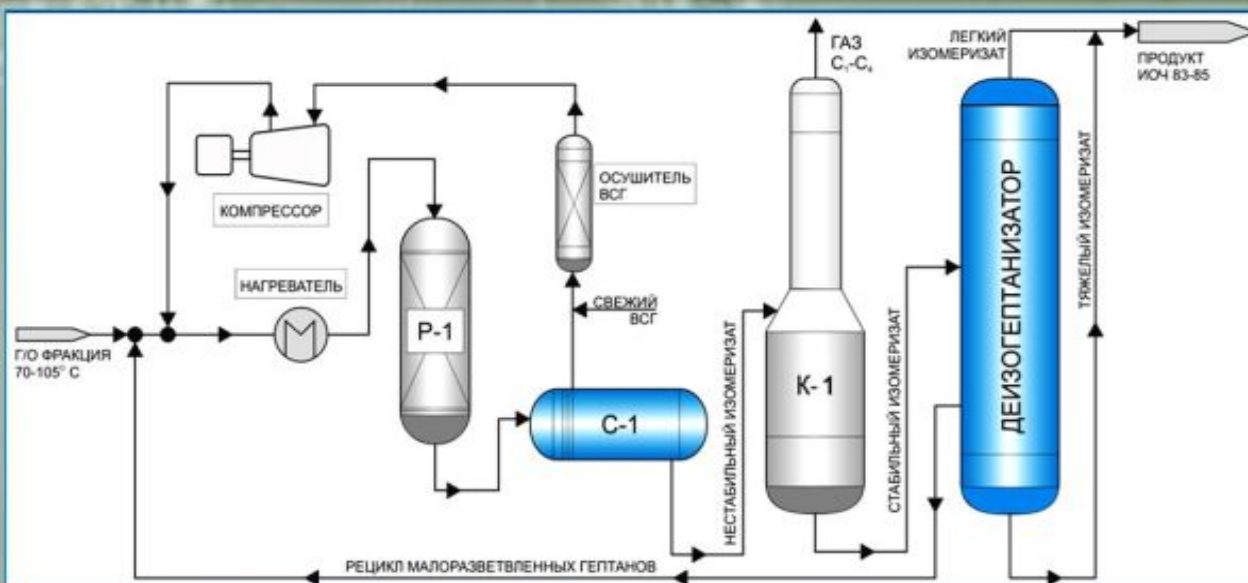 ЛЕГКИЙ
ИЗОМЕРИЗАТ
ПРОДУКТ
ИОЧ 83-85
ГАЗ
C₁-C₄
ОСУШИТЕЛЬ
ВСГ
КОМПРЕССОР
НАГРЕВАТЕЛЬ
СВЕЖИЙ
ВСГ
Г/О ФРАКЦИЯ
70-105° С
Р-1
С-1
НЕСТАБИЛЬНЫЙ ИЗОМЕРИЗАТ
К-1
СТАБИЛЬНЫЙ ИЗОМЕРИЗАТ
ДЕИЗОГЕПТАНИЗАТОР
ТЯЖЕЛЫЙ ИЗОМЕРИЗАТ
РЕЦИКЛ МАЛОРАЗВЕТВЛЕННЫХ ГЕПТАНОВ